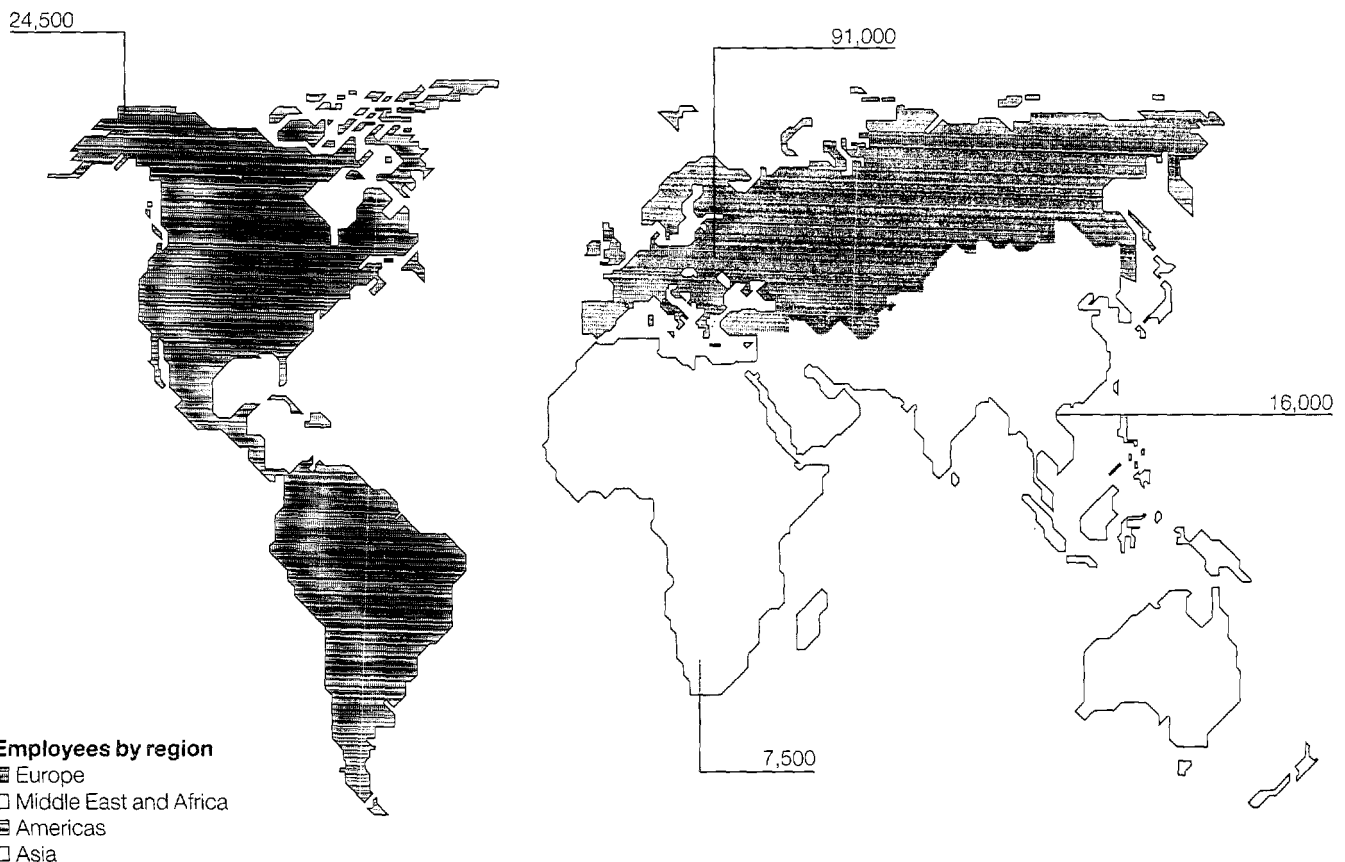 24,500
91,000
16,000
7,500
Employees by region
Europe
Middle East and Africa
Americas
Asia